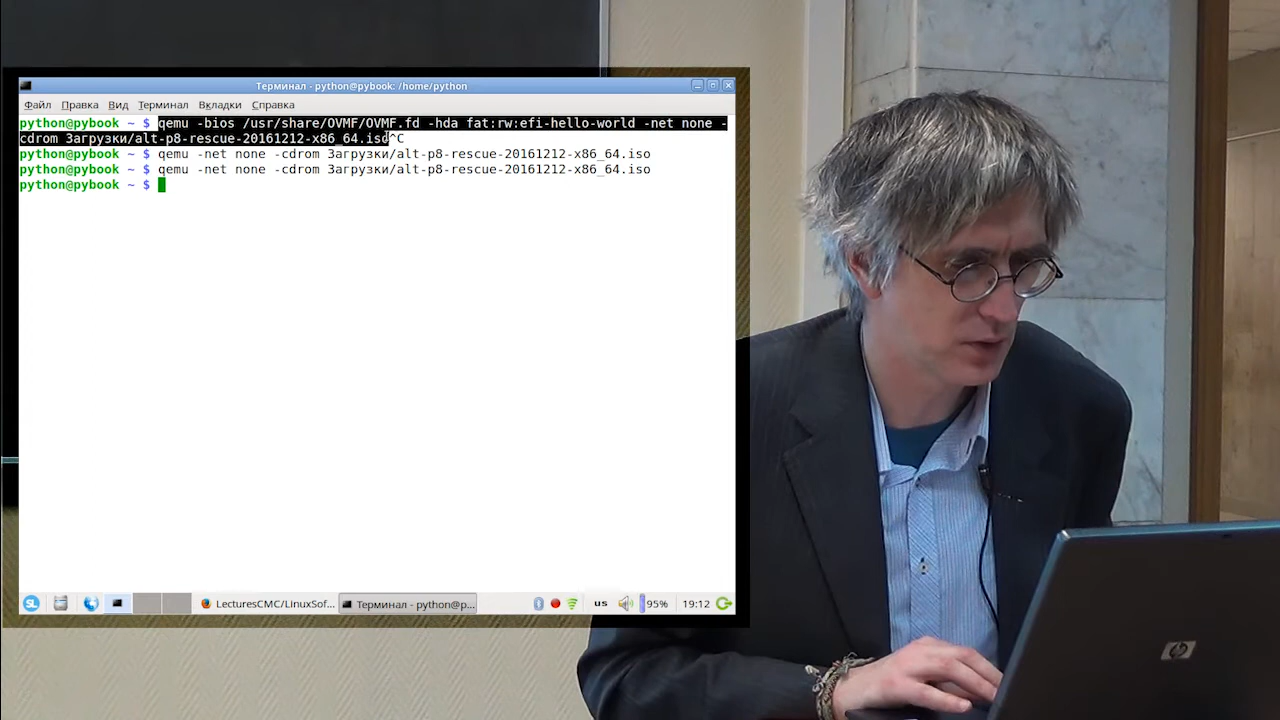 Терминал - python@pybook: /home/python
Файл Правка Вид Терминал Вкладки Справка
python@pybook ~ $ qemu -bios /usr/share/OVMF/OVMF.fd -hda fat:rw:efi-hello-world -net none -
cdrom Загрузки/alt-p8-rescue-20161212-x86_64.iso^C
python@pybook ~ $ qemu -net none -cdrom Загрузки/alt-p8-rescue-20161212-x86_64.iso
python@pybook ~ $ qemu -net none -cdrom Загрузки/alt-p8-rescue-20161212-x86_64.iso
python@pybook ~ $
SL LecturesCMC/LinuxSof... Терминал - python@p... us 95% 19:12
hp